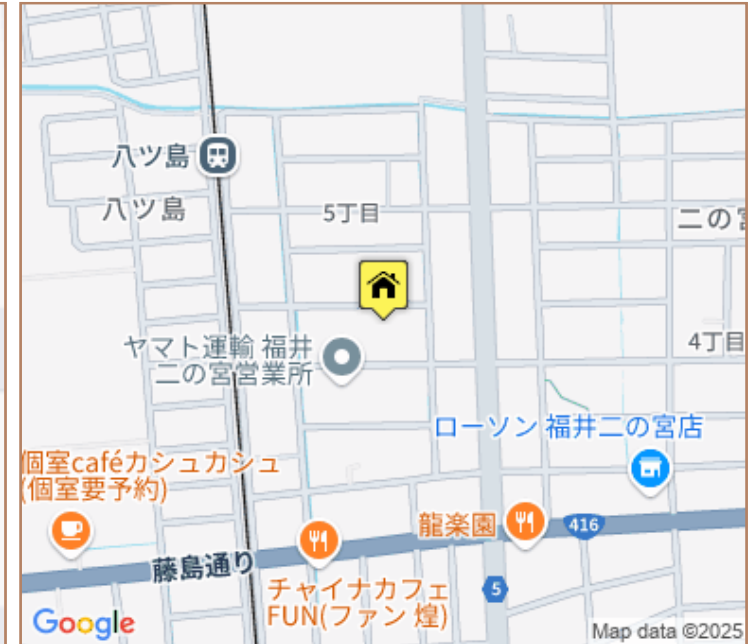 八ツ島
八ツ島
5丁目
二の宮
ヤマト運輸 福井
二の宮営業所
4丁目
ローソン 福井二の宮店
個室caféカシュカシュ
(個室要予約)
龍楽園
416
藤島通り
チャイナカフェ
FUN(ファン 煌)
5
Google
Map data ©2025